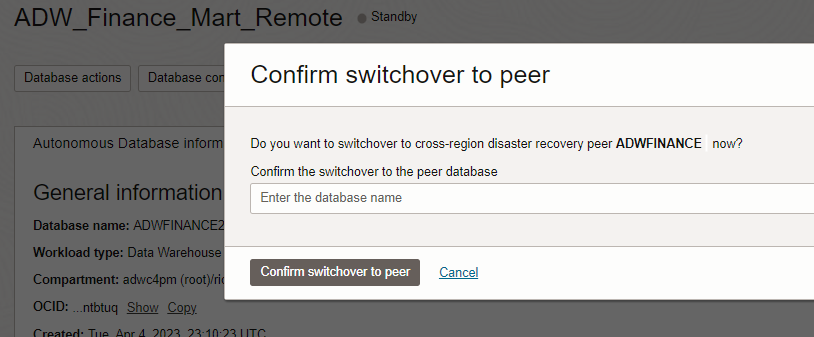 ADW_Finance_Mart_Remote Standby
Database actions Database con
Confirm switchover to peer
Do you want to switchover to cross-region disaster recovery peer ADWFINANCE now?
Confirm the switchover to the peer database
Enter the database name
Confirm switchover to peer Cancel
Autonomous Database inform
General information
Database name: ADWFINANCE2
Workload type: Data Warehouse
Compartment: adwc4pm (root)/ric
OCID: ...ntbtuq Show Copy
Created: Tue, Apr 4, 2023, 23:10:23 UTC